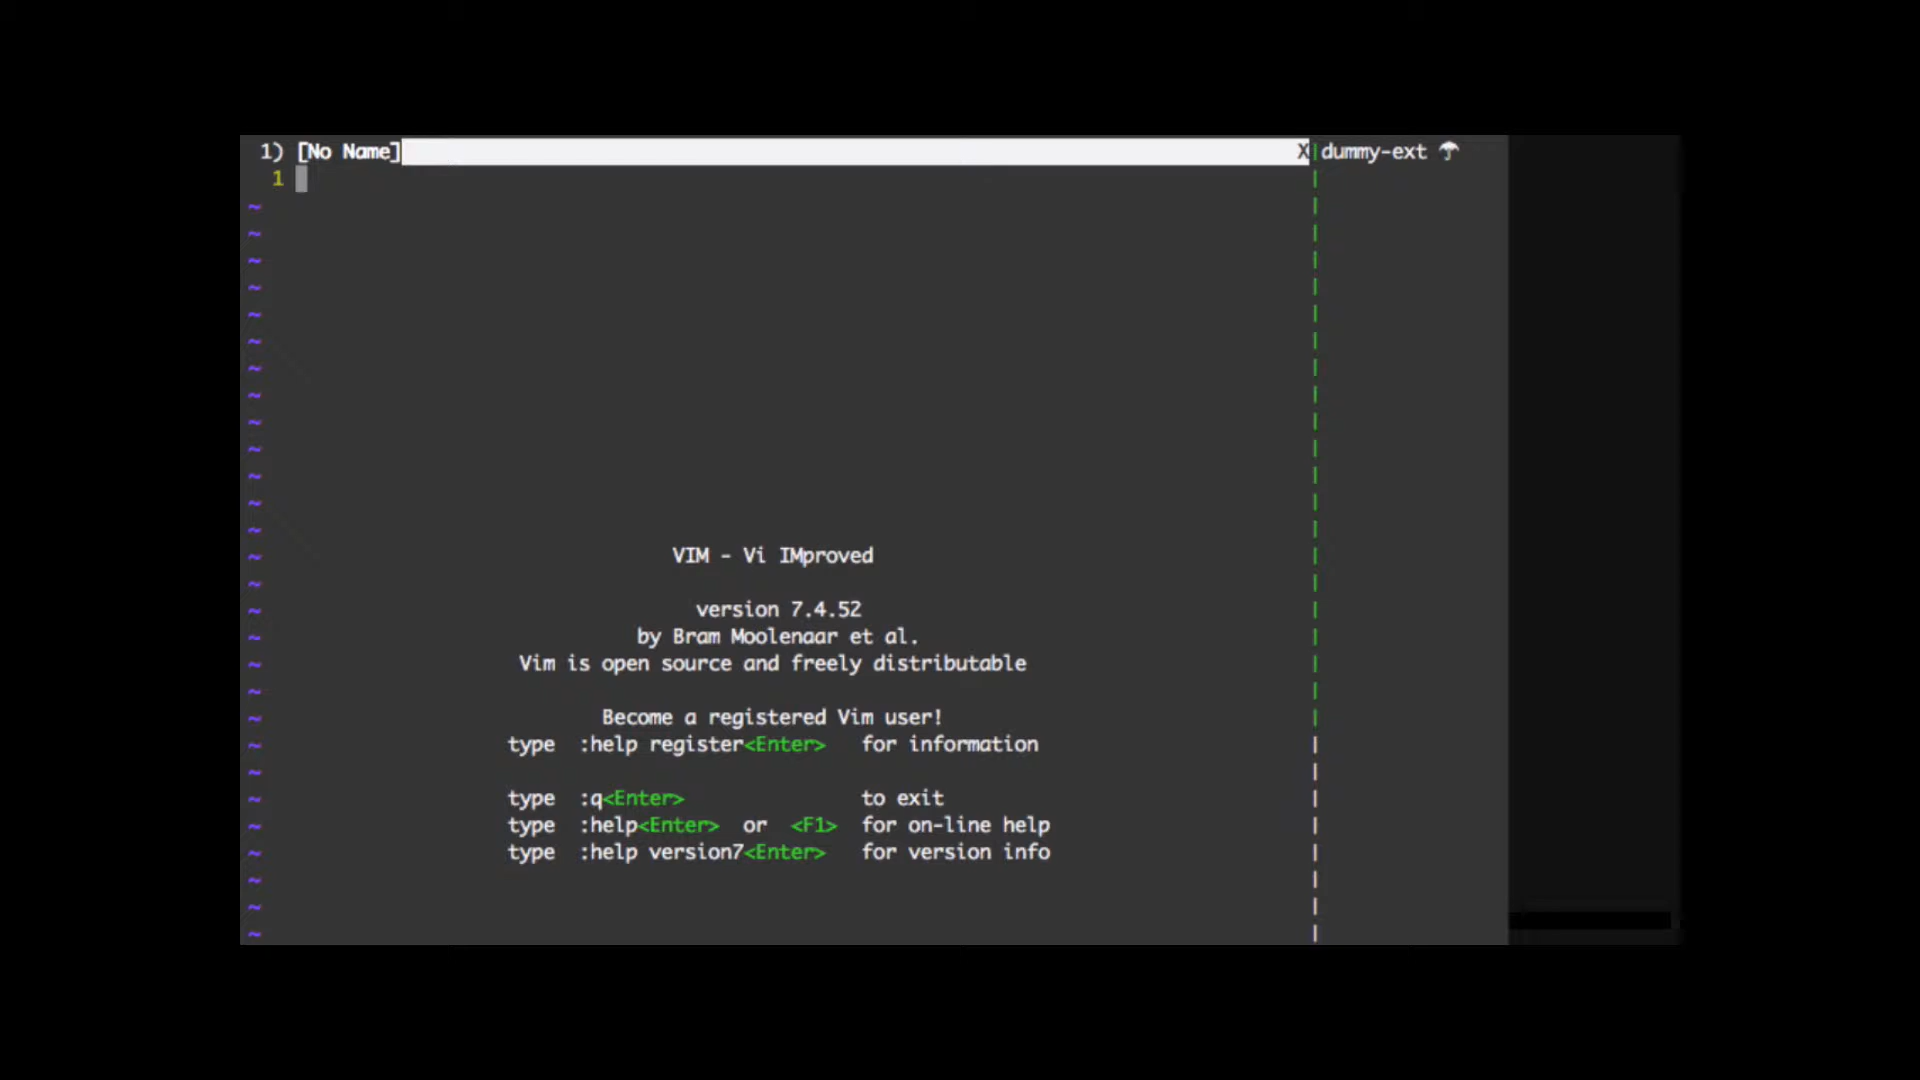 1) [No Name] X|dummy-ext ☂
1
~
~
~
~
~
~
~
~
~
~
~
~
~
~ VIM - Vi IMproved
~
~ version 7.4.52
~ by Bram Moolenaar et al.
~ Vim is open source and freely distributable
~
~ Become a registered Vim user!
~ type :help register<Enter> for information
~
~ type :q<Enter> to exit
~ type :help<Enter> or <F1> for on-line help
~ type :help version7<Enter> for version info
~
~
~